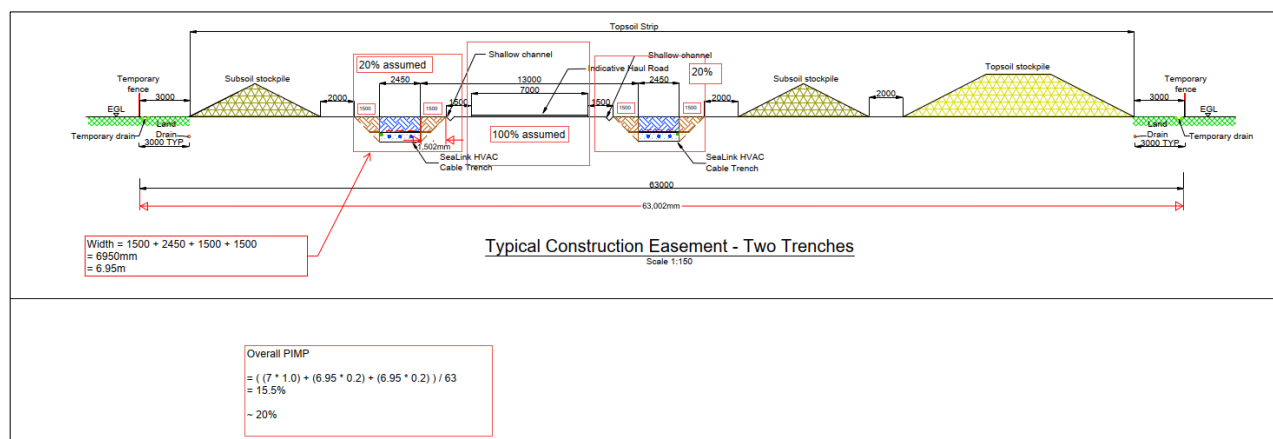 Topsoil Strip
20% assumed
Shallow channel
Shallow channel
Topsoil stockpile
Temporary
fence
Subsoil stockpile
2450
13000
Indicative Haul Road
2450
20%
Subsoil stockpile
Temporary
fence
3000
7000
3000
EGL
2000
1500
1500
1500
1500
1500
1500
2000
2000
EGL
Temporary drain
Land
Drain
3000 TYP
100% assumed
Land
Drain
3000 TYP
Temporary drain
1,502mm
SeaLink HVAC
Cable Trench
SeaLink HVAC
Cable Trench
63000
63,002mm
Width = 1500 + 2450 + 1500 + 1500
= 6950mm
= 6.95m
Typical Construction Easement - Two Trenches
Scale 1:150
Overall PIMP
= ( (7 * 1.0) + (6.95 * 0.2) + (6.95 * 0.2) ) / 63
= 15.5%
~ 20%